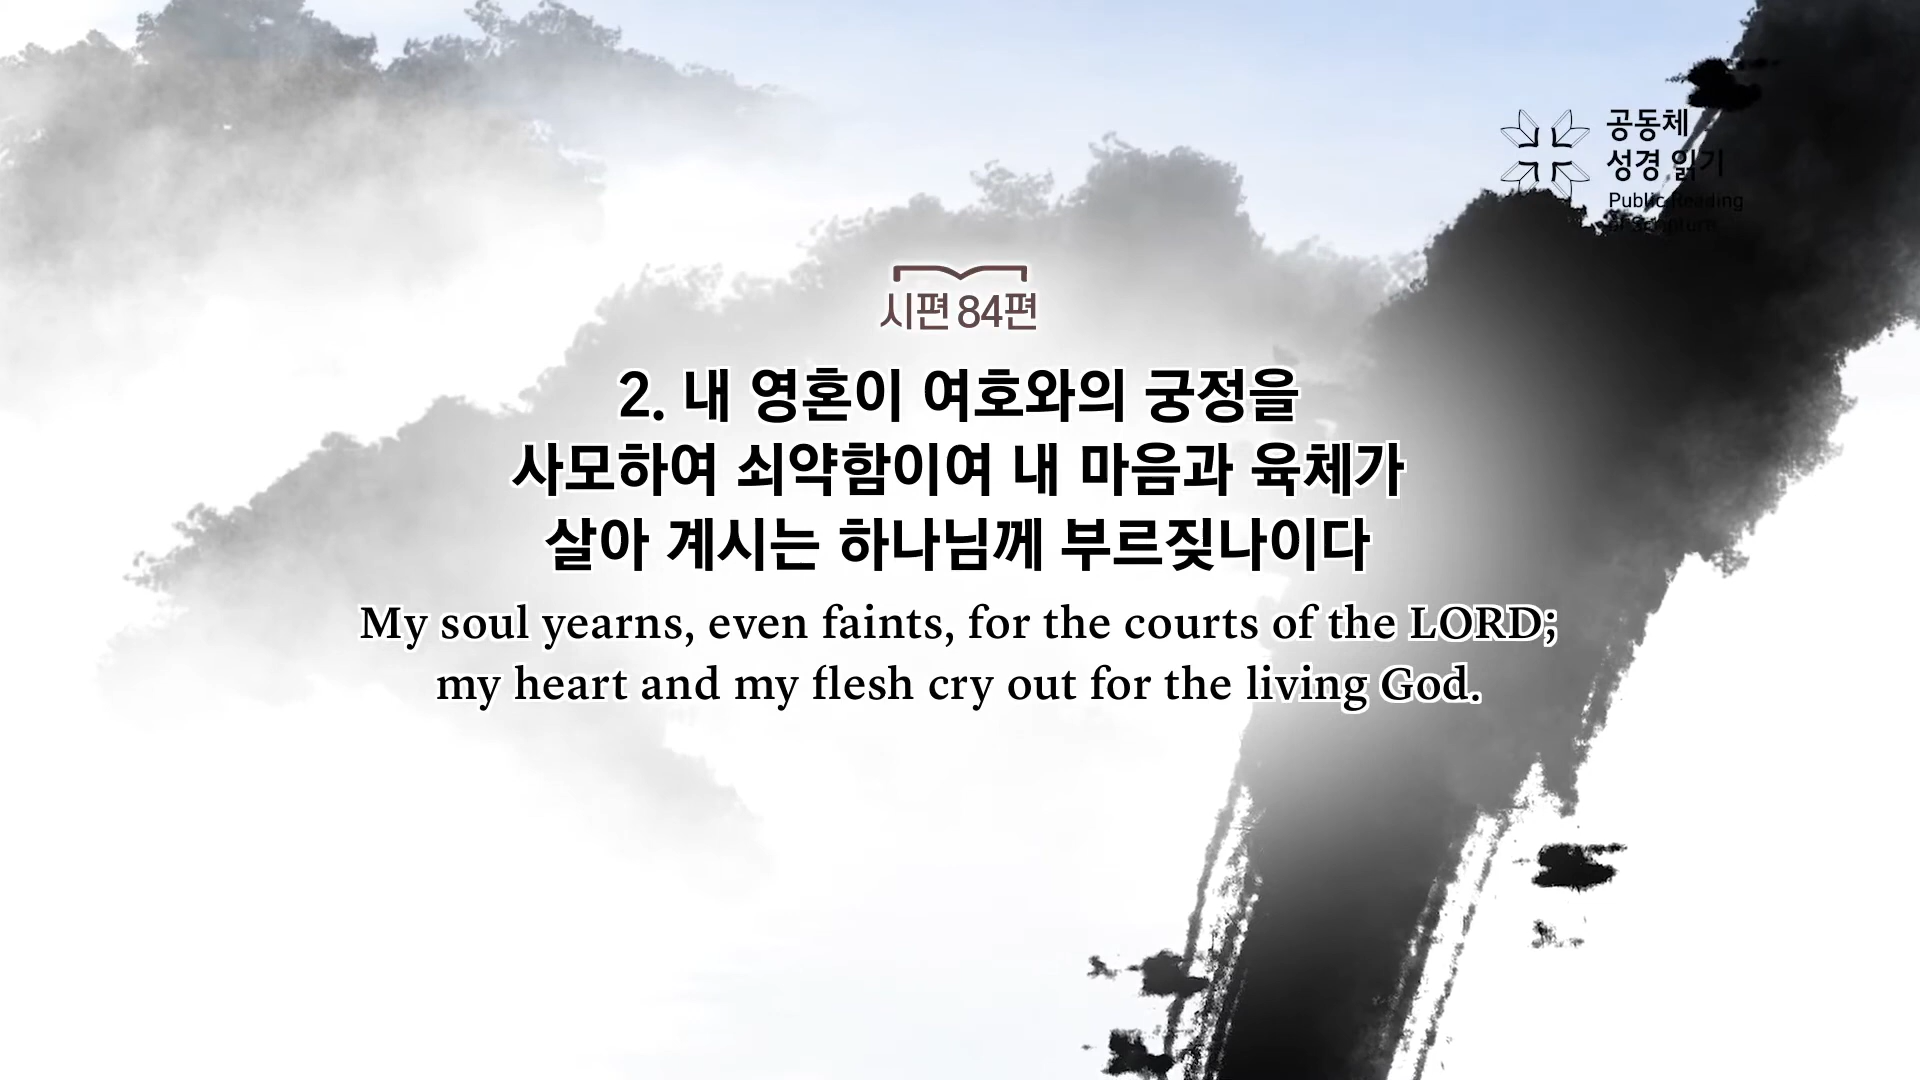 공동체
성경 읽기
Public Reading
of Scripture
시편 84편
2. 내 영혼이 여호와의 궁정을
사모하여 쇠약함이여 내 마음과 육체가
살아 계시는 하나님께 부르짖나이다
My soul yearns, even faints, for the courts of the LORD;
my heart and my flesh cry out for the living God.